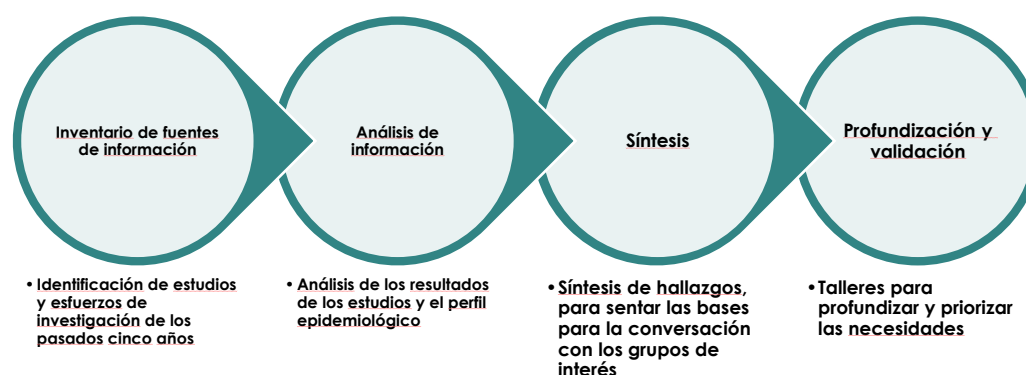 Inventario de fuentes
de información
Análisis de
información
Síntesis
Profundización y
validación
• Identificación de estudios
y esfuerzos de
investigación de los
pasados cinco años
• Análisis de los resultados
de los estudios y el perfil
epidemiológico
• Síntesis de hallazgos,
para sentar las bases
para la conversación
con los grupos de
interés
• Talleres para
profundizar y priorizar
las necesidades